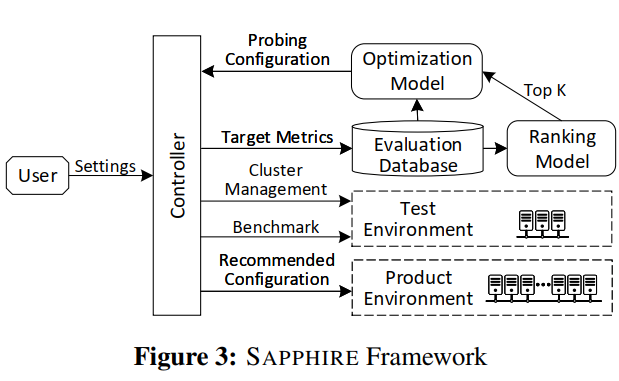 Probing
Configuration
Optimization
Model
Top K
Target Metrics
Evaluation
Database
Ranking
Model
User
Settings
Controller
Cluster
Management
Test
Environment
Benchmark
Recommended
Configuration
Product
Environment
Figure 3: SAPPHIRE Framework